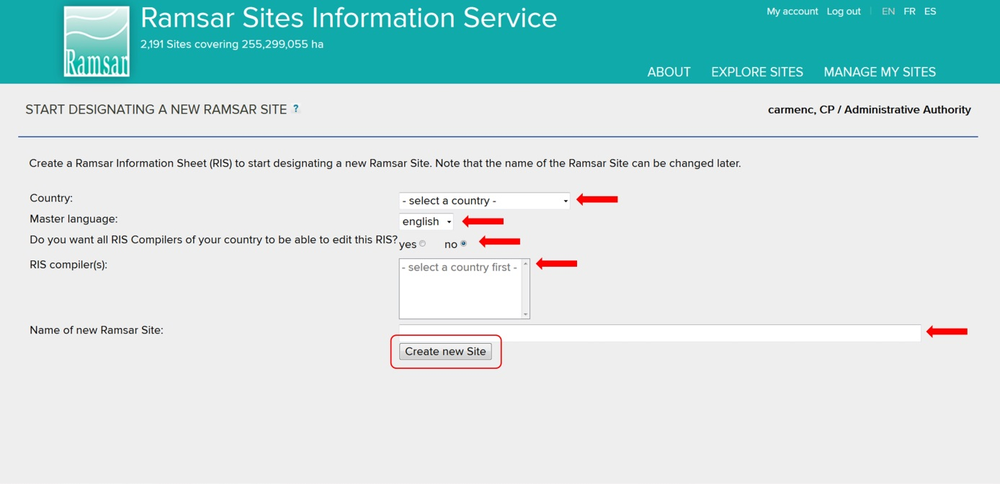 Ramsar
Ramsar Sites Information Service
2,191 Sites covering 255,299,055 ha
My account Log out EN FR ES
ABOUT EXPLORE SITES MANAGE MY SITES
START DESIGNATING A NEW RAMSAR SITE ?
carmenc, CP / Administrative Authority
Create a Ramsar Information Sheet (RIS) to start designating a new Ramsar Site. Note that the name of the Ramsar Site can be changed later.
Country: - select a country -
Master language: english
Do you want all RIS Compilers of your country to be able to edit this RIS? yes no
RIS compiler(s): - select a country first -
Name of new Ramsar Site:
Create new Site